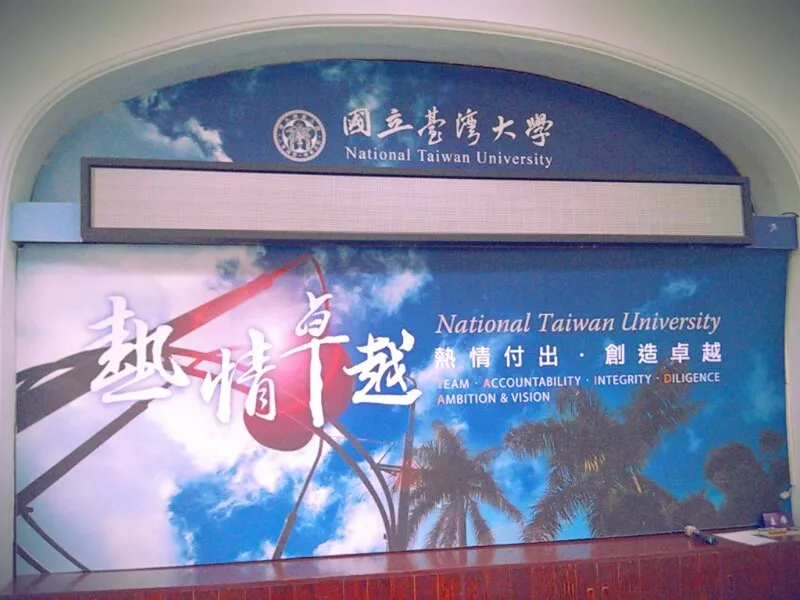 國立臺灣大學
National Taiwan University
熱情卓越
National Taiwan University
熱情付出·創造卓越
TEAM · ACCOUNTABILITY · INTEGRITY · DILIGENCE
AMBITION & VISION